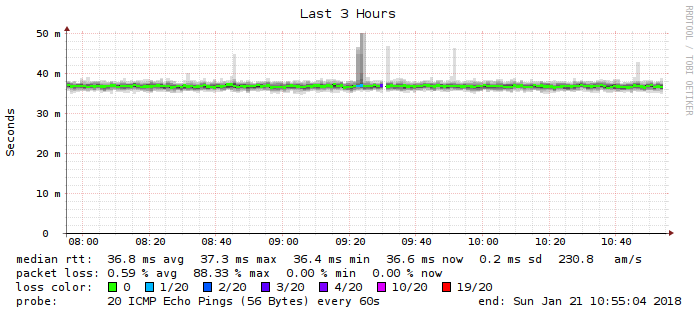 Last 3 Hours
RRDTOOL / TOBI OETIKER
Seconds
50 m
40 m
30 m
20 m
10 m
0
08:00 08:20 08:40 09:00 09:20 09:40 10:00 10:20 10:40
median rtt: 36.8 ms avg 37.3 ms max 36.4 ms min 36.6 ms now 0.2 ms sd 230.8 am/s
packet loss: 0.59 % avg 88.33 % max 0.00 % min 0.00 % now
loss color: 0 1/20 2/20 3/20 4/20 10/20 19/20
probe: 20 ICMP Echo Pings (56 Bytes) every 60s end: Sun Jan 21 10:55:04 2018